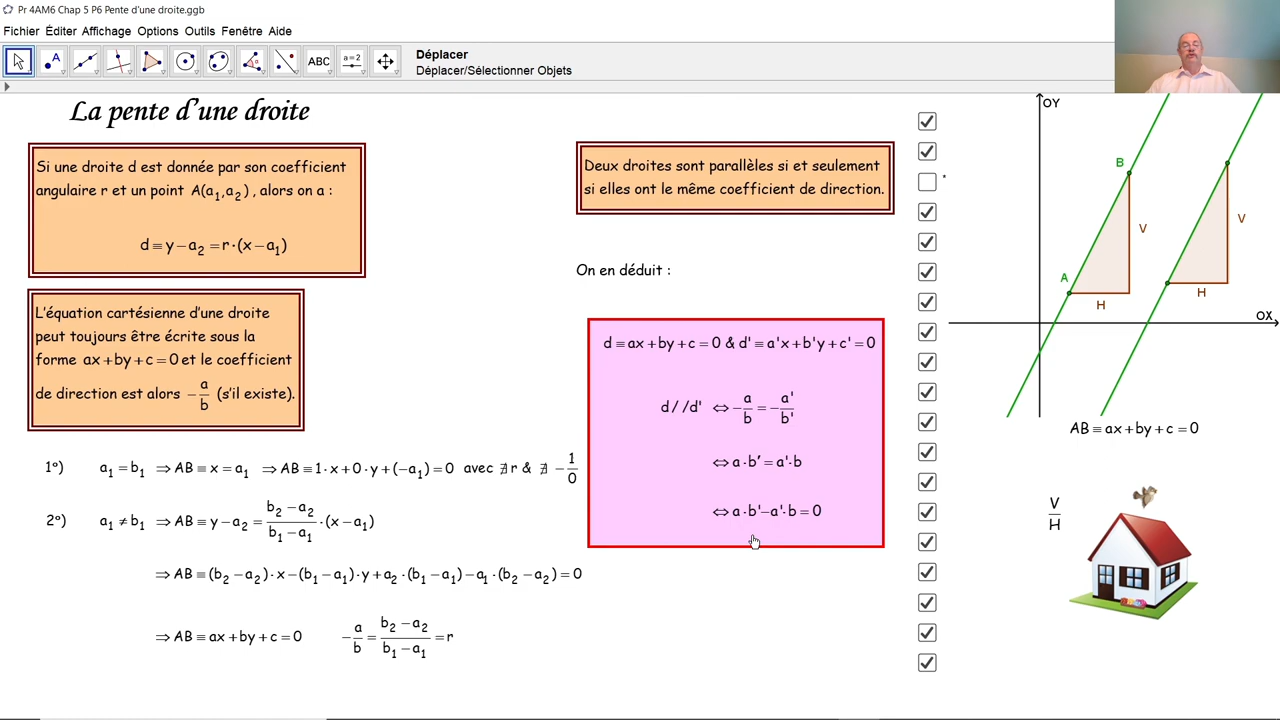 Pr 4AM6 Chap 5 P6 Pente d'une droite.ggb
Fichier Éditer Affichage Options Outils Fenêtre Aide
A
ABC
a=2
Déplacer
Déplacer/Sélectionner Objets
La pente d'une droite
Si une droite d est donnée par son coefficient
angulaire r et un point A(a₁,a₂), alors on a :
d ≡ y−a₂ = r·(x−a₁)
L'équation cartésienne d'une droite
peut toujours être écrite sous la
forme ax+by+c=0 et le coefficient
de direction est alors −a/b (s'il existe).
1°) a₁=b₁ ⇒ AB ≡ x=a₁ ⇒ AB ≡ 1·x+0·y+(−a₁)=0 avec ∄ r & ∄ −1/0
2°) a₁≠b₁ ⇒ AB ≡ y−a₂ = (b₂−a₂)/(b₁−a₁)·(x−a₁)
⇒ AB ≡ (b₂−a₂)·x−(b₁−a₁)·y+a₂·(b₁−a₁)−a₁·(b₂−a₂)=0
⇒ AB ≡ ax+by+c=0 −a/b = (b₂−a₂)/(b₁−a₁) = r
Deux droites sont parallèles si et seulement
si elles ont le même coefficient de direction.
On en déduit :
d ≡ ax+by+c=0 & d' ≡ a'x+b'y+c'=0
d//d' ⇔ −a/b = −a'/b'
⇔ a·b' = a'·b
⇔ a·b'−a'·b = 0
*
OY
B
V
V
A
H
H
OX
AB ≡ ax+by+c=0
V/H